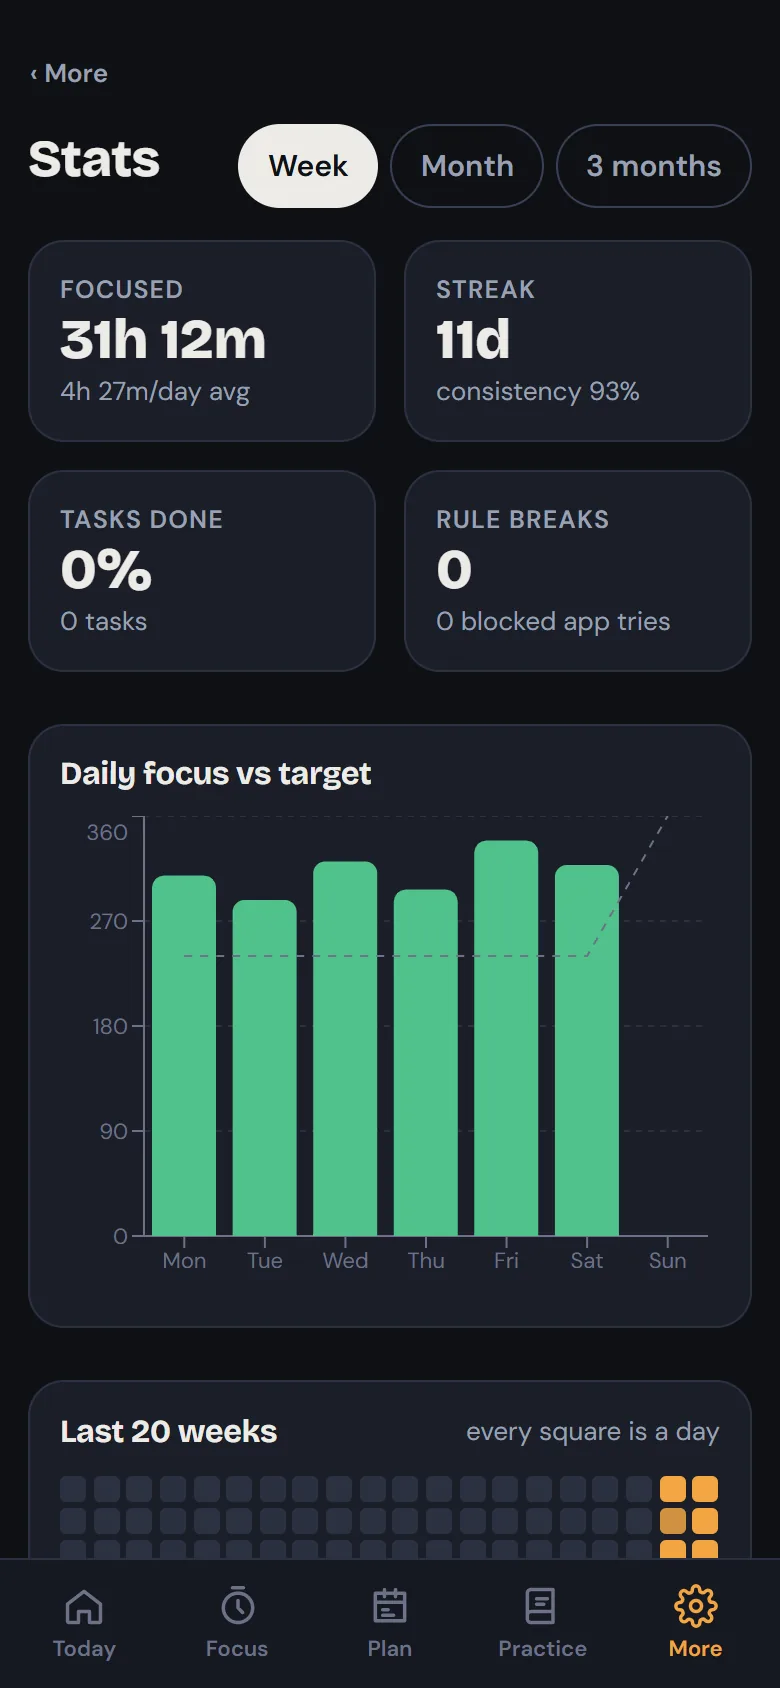 ‹ More
Stats
Week
Month
3 months
FOCUSED
31h 12m
4h 27m/day avg
STREAK
11d
consistency 93%
TASKS DONE
0%
0 tasks
RULE BREAKS
0
0 blocked app tries
Daily focus vs target
360
270
180
90
0
Mon Tue Wed Thu Fri Sat Sun
Last 20 weeks
every square is a day
Today
Focus
Plan
Practice
More